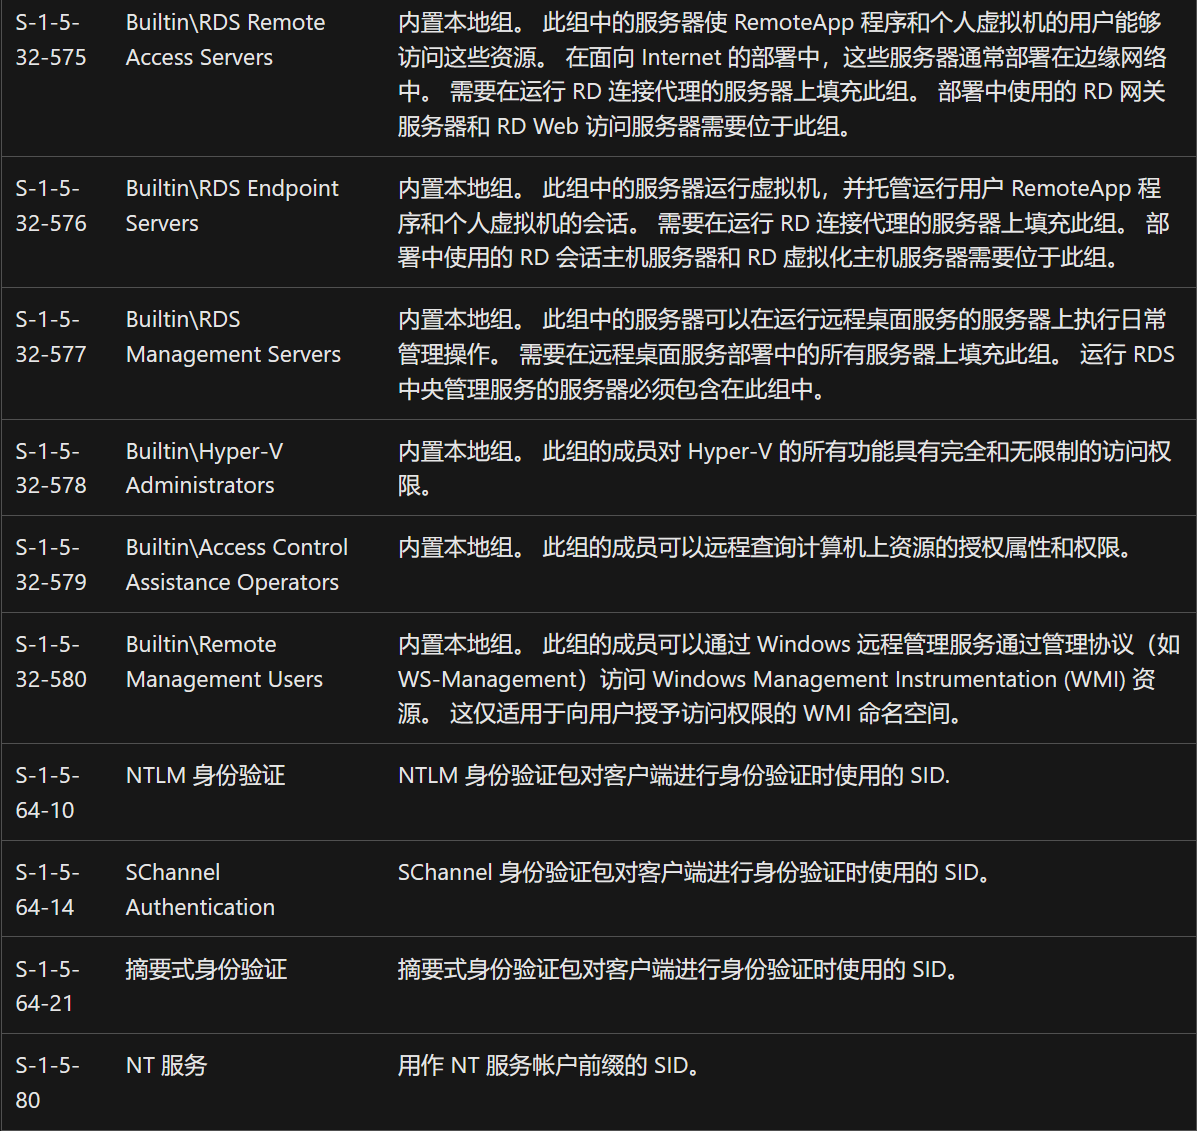 S-1-5-
32-575
Builtin\RDS Remote
Access Servers
内置本地组。 此组中的服务器使 RemoteApp 程序和个人虚拟机的用户能够
访问这些资源。 在面向 Internet 的部署中，这些服务器通常部署在边缘网络
中。 需要在运行 RD 连接代理的服务器上填充此组。 部署中使用的 RD 网关
服务器和 RD Web 访问服务器需要位于此组。
S-1-5-
32-576
Builtin\RDS Endpoint
Servers
内置本地组。 此组中的服务器运行虚拟机，并托管运行用户 RemoteApp 程
序和个人虚拟机的会话。 需要在运行 RD 连接代理的服务器上填充此组。 部
署中使用的 RD 会话主机服务器和 RD 虚拟化主机服务器需要位于此组。
S-1-5-
32-577
Builtin\RDS
Management Servers
内置本地组。 此组中的服务器可以在运行远程桌面服务的服务器上执行日常
管理操作。 需要在远程桌面服务部署中的所有服务器上填充此组。 运行 RDS
中央管理服务的服务器必须包含在此组中。
S-1-5-
32-578
Builtin\Hyper-V
Administrators
内置本地组。 此组的成员对 Hyper-V 的所有功能具有完全和无限制的访问权
限。
S-1-5-
32-579
Builtin\Access Control
Assistance Operators
内置本地组。 此组的成员可以远程查询计算机上资源的授权属性和权限。
S-1-5-
32-580
Builtin\Remote
Management Users
内置本地组。 此组的成员可以通过 Windows 远程管理服务通过管理协议（如
WS-Management）访问 Windows Management Instrumentation (WMI) 资
源。 这仅适用于向用户授予访问权限的 WMI 命名空间。
S-1-5-
64-10
NTLM 身份验证
NTLM 身份验证包对客户端进行身份验证时使用的 SID.
S-1-5-
64-14
SChannel
Authentication
SChannel 身份验证包对客户端进行身份验证时使用的 SID。
S-1-5-
64-21
摘要式身份验证
摘要式身份验证包对客户端进行身份验证时使用的 SID。
S-1-5-
80
NT 服务
用作 NT 服务帐户前缀的 SID。